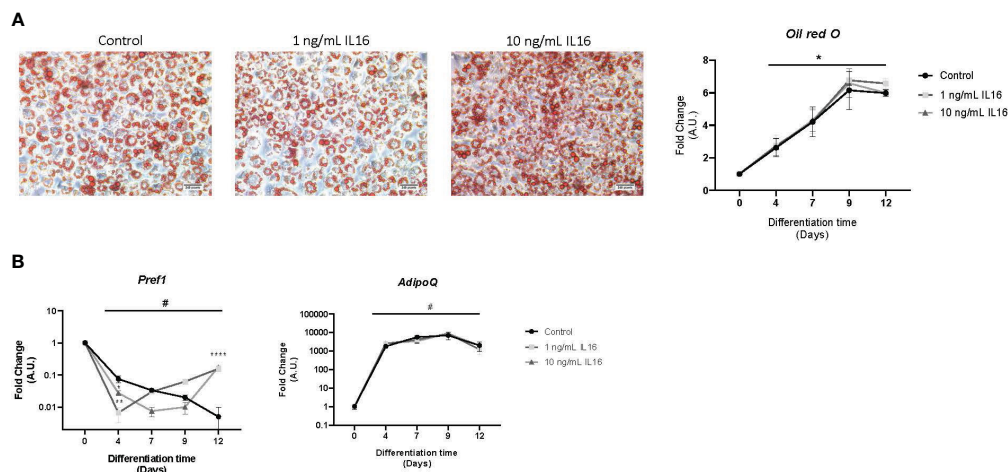 A
Control
1 ng/mL IL16
10 ng/mL IL16
Oil red O
*
Fold Change
(A.U.)
8
6
4
2
0
0 4 7 9 12
Differentiation time
(Days)
Control
1 ng/mL IL16
10 ng/mL IL16
B
Pref1
#
Fold Change
(A.U.)
10
1
0.1
0.01
*
**
****
0 4 7 9 12
Differentiation time
(Days)
AdipoQ
#
Fold Change
(A.U.)
100000
10000
1000
100
10
1
0.1
0 4 7 9 12
Differentiation time
(Days)
Control
1 ng/mL IL16
10 ng/mL IL16